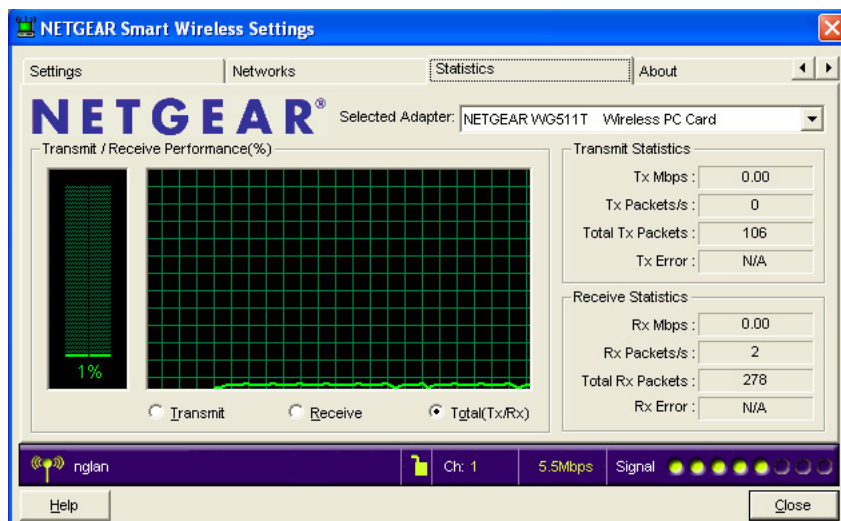 NETGEAR Smart Wireless Settings
Settings Networks Statistics About
NETGEAR® Selected Adapter: NETGEAR WG511T Wireless PC Card
Transmit / Receive Performance(%)
1%
Transmit Receive Total(Tx/Rx)
Transmit Statistics
Tx Mbps : 0.00
Tx Packets/s : 0
Total Tx Packets : 106
Tx Error : N/A
Receive Statistics
Rx Mbps : 0.00
Rx Packets/s : 2
Total Rx Packets : 278
Rx Error : N/A
nglan Ch: 1 5.5Mbps Signal
Help Close